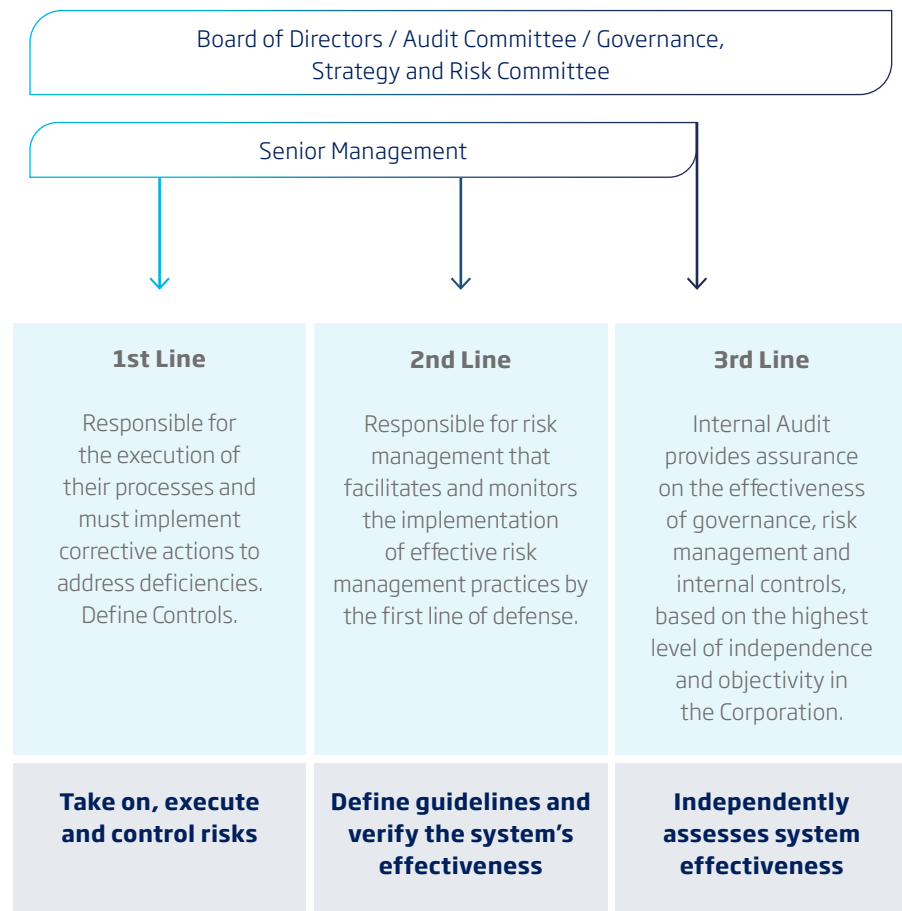 Board of Directors / Audit Committee / Governance,
Strategy and Risk Committee
Senior Management
1st Line
Responsible for
the execution of
their processes and
must implement
corrective actions to
address deficiencies.
Define Controls.
Take on, execute
and control risks
2nd Line
Responsible for risk
management that
facilitates and monitors
the implementation
of effective risk
management practices by
the first line of defense.
Define guidelines and
verify the system's
effectiveness
3rd Line
Internal Audit
provides assurance
on the effectiveness
of governance, risk
management and
internal controls,
based on the highest
level of independence
and objectivity in
the Corporation.
Independently
assesses system
effectiveness